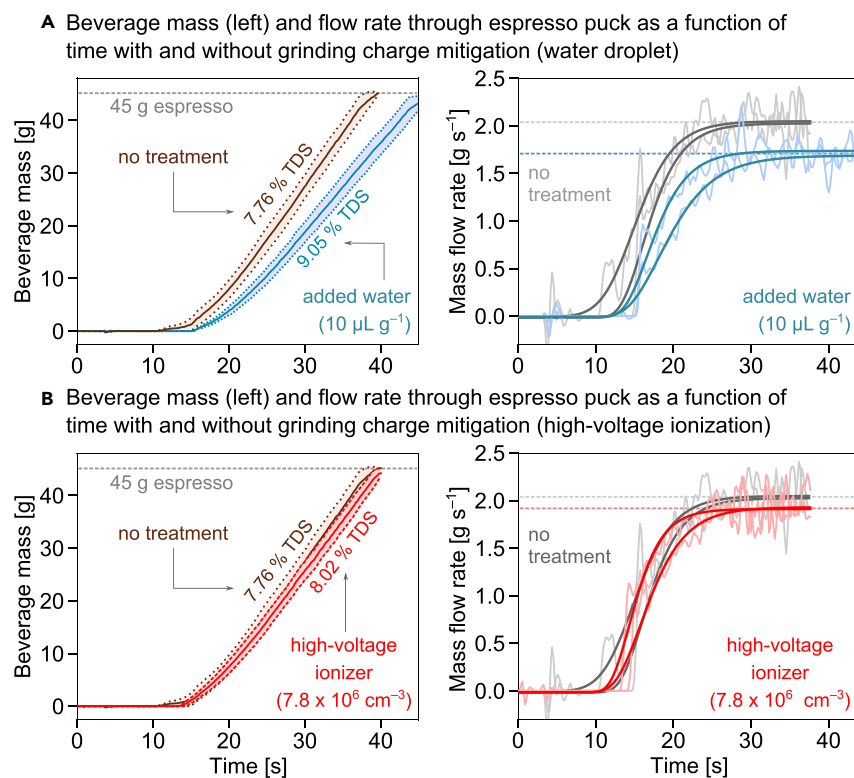 A Beverage mass (left) and flow rate through espresso puck as a function of
time with and without grinding charge mitigation (water droplet)
Beverage mass [g]
40
30
20
10
0
45 g espresso
no treatment
7.76 % TDS
9.05 % TDS
added water
(10 µL g⁻¹)
0 10 20 30 40
Mass flow rate [g s⁻¹]
2.5
2.0
1.5
1.0
0.5
0.0
no
treatment
added water
(10 µL g⁻¹)
0 10 20 30 40
B Beverage mass (left) and flow rate through espresso puck as a function of
time with and without grinding charge mitigation (high-voltage ionization)
Beverage mass [g]
40
30
20
10
0
45 g espresso
no treatment
7.76 % TDS
8.02 % TDS
high-voltage
ionizer
(7.8 x 10⁶ cm⁻³)
0 10 20 30 40
Time [s]
Mass flow rate [g s⁻¹]
2.5
2.0
1.5
1.0
0.5
0.0
no
treatment
high-voltage
ionizer
(7.8 x 10⁶ cm⁻³)
0 10 20 30 40
Time [s]